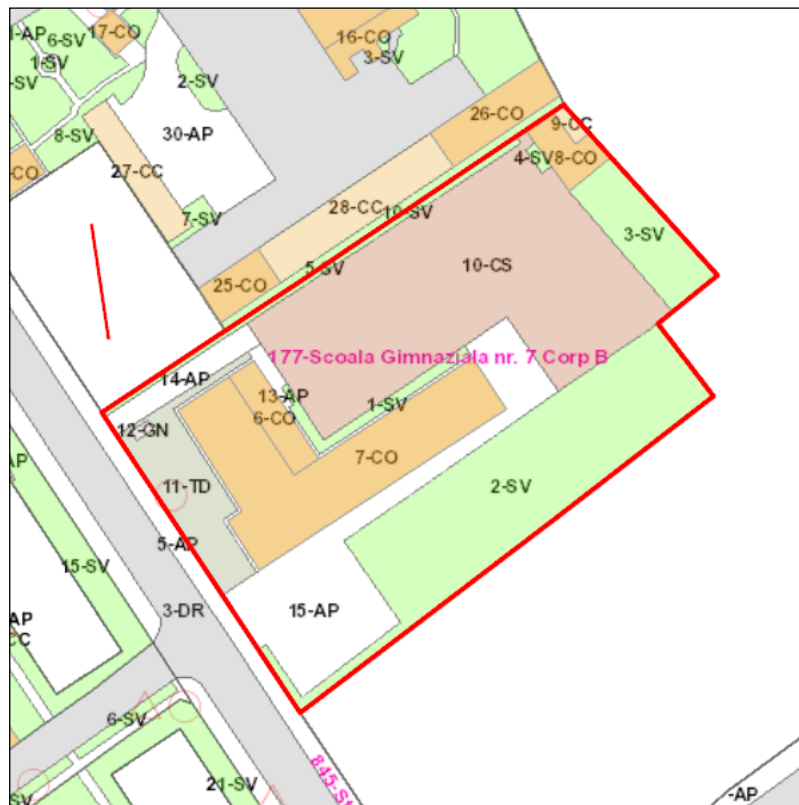 -AP
6-SV
17-CO
1-SV
-SV
2-SV
16-CO
3-SV
8-SV
30-AP
26-CO
9-CC
4-SV
8-CO
-CO
27-CC
28-CC
10-SV
7-SV
3-SV
5-SV
10-CS
25-CO
177-Scoala Gimnaziala nr. 7 Corp B
14-AP
13-AP
6-CO
1-SV
12-GN
7-CO
AP
11-TD
2-SV
5-AP
15-SV
3-DR
15-AP
AP
CC
6-SV
21-SV
SV
-AP